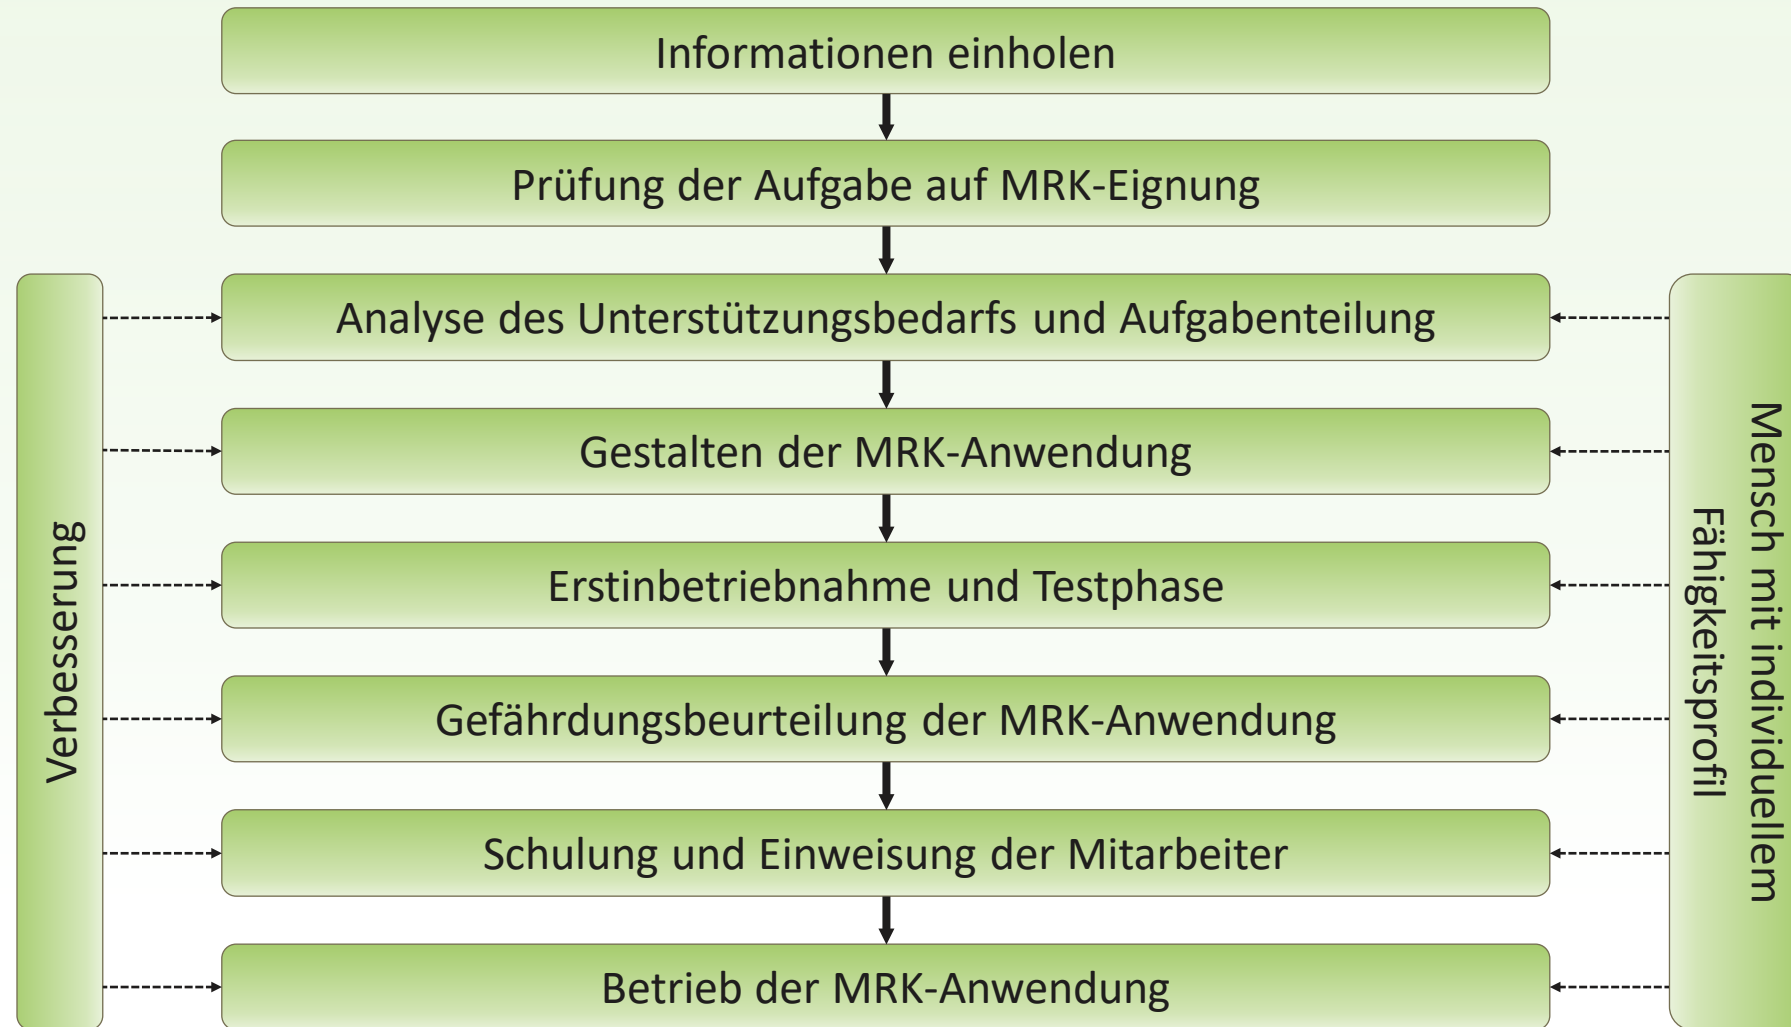 Informationen einholen
Prüfung der Aufgabe auf MRK-Eignung
Analyse des Unterstützungsbedarfs und Aufgabenteilung
Gestalten der MRK-Anwendung
Erstinbetriebnahme und Testphase
Gefährdungsbeurteilung der MRK-Anwendung
Schulung und Einweisung der Mitarbeiter
Betrieb der MRK-Anwendung
Verbesserung
Mensch mit individuellem
Fähigkeitsprofil